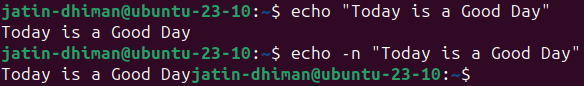 jatin-dhiman@ubuntu-23-10:~$ echo "Today is a Good Day"
Today is a Good Day
jatin-dhiman@ubuntu-23-10:~$ echo -n "Today is a Good Day"
Today is a Good Dayjatin-dhiman@ubuntu-23-10:~$